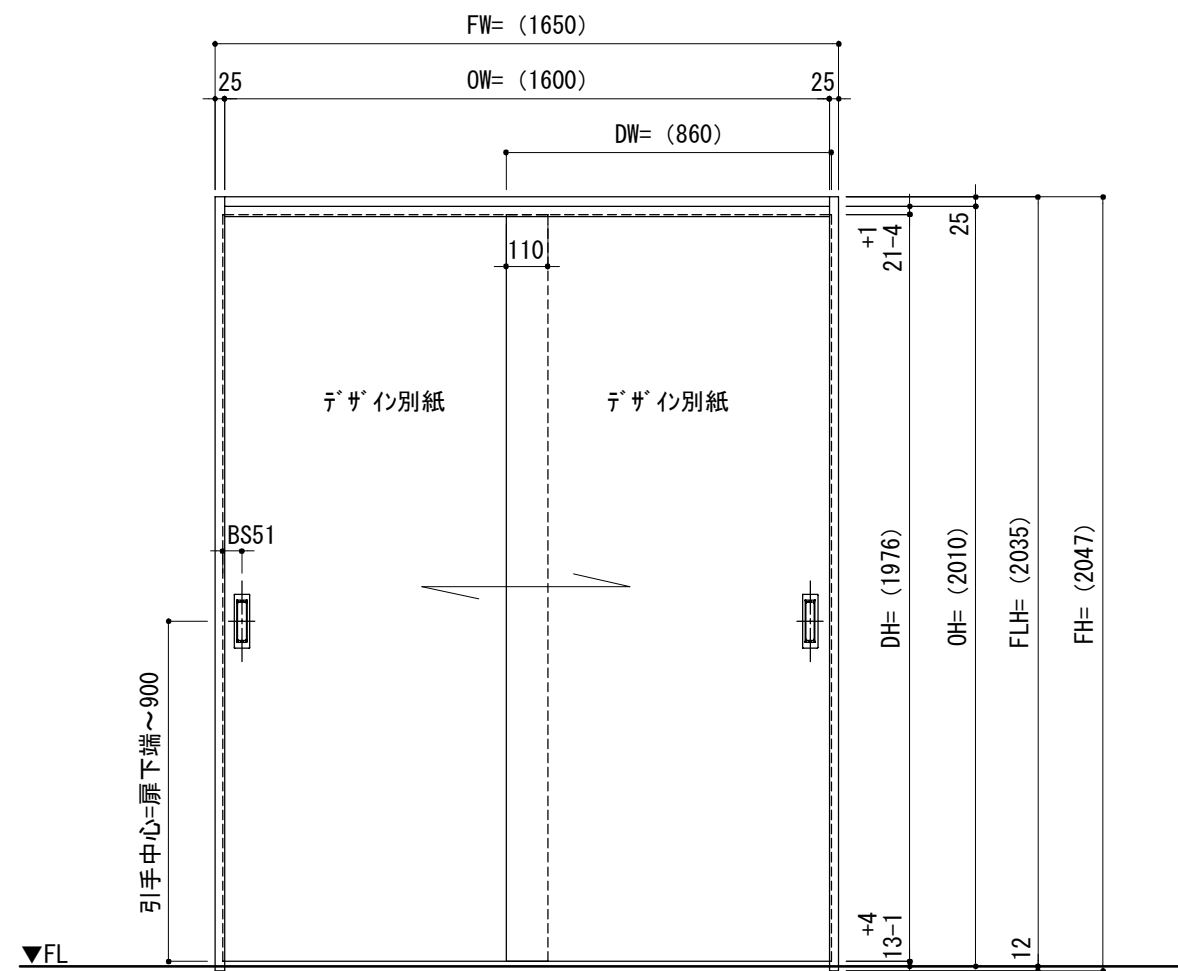 FW= (1650)
25
OW= (1600)
25
DW= (860)
110
+1
21-4
25
デザイン別紙
デザイン別紙
BS51
DH= (1976)
OH= (2010)
FLH= (2035)
FH= (2047)
引手中心=扉下端～900
+4
13-1
12
▼FL